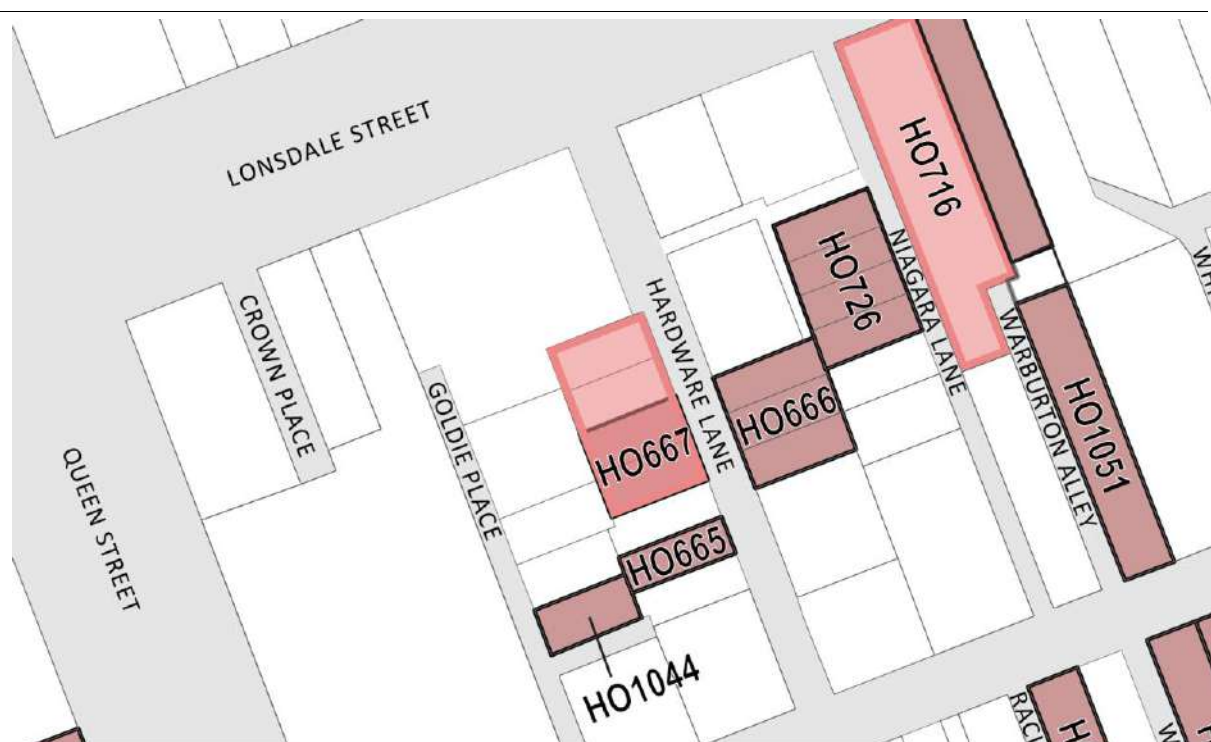 LONSDALE STREET
HO716
NIAGARA LANE
HO726
HARDWARE LANE
CROWN PLACE
WARBURTON ALLEY
GOLDIE PLACE
HO666
HO1051
HO667
QUEEN STREET
HO665
HO1044